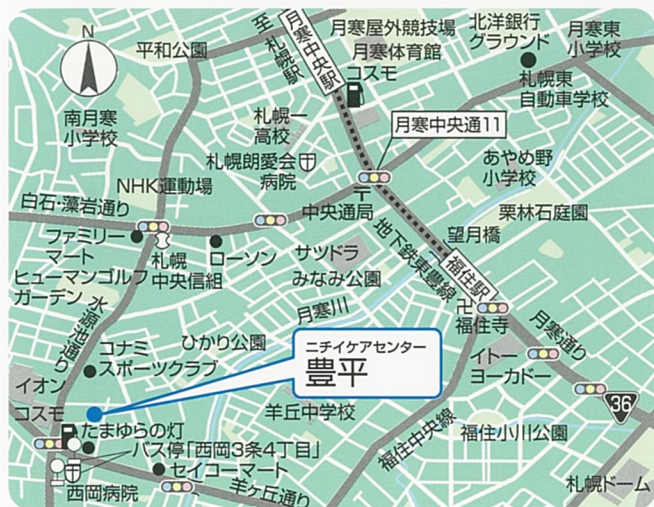 N
平和公園
至
札幌駅
月寒中央駅
月寒屋外競技場
月寒体育館
コスモ
北洋銀行
グラウンド
月寒東
小学校
札幌東
自動車学校
南月寒
小学校
札幌一
高校
月寒中央通11
札幌朗愛会
病院
あやめ野
小学校
NHK運動場
白石・藻岩通り
中央通局
栗林石庭園
ファミリー
マート
札幌
中央信組
ローソン
サツドラ
みなみ公園
地下鉄東豊線
望月橋
福住駅
ヒューマンゴルフ
ガーデン
水源池通り
月寒川
福住寺
月寒通り
コナミ
スポーツクラブ
ひかり公園
ニチイケアセンター
豊平
イトー
ヨーカドー
イオン
コスモ
36
たまゆらの灯
羊丘中学校
福住中央線
福住小川公園
バス停「西岡3条4丁目」
セイコーマート
西岡病院
羊ヶ丘通り
札幌ドーム